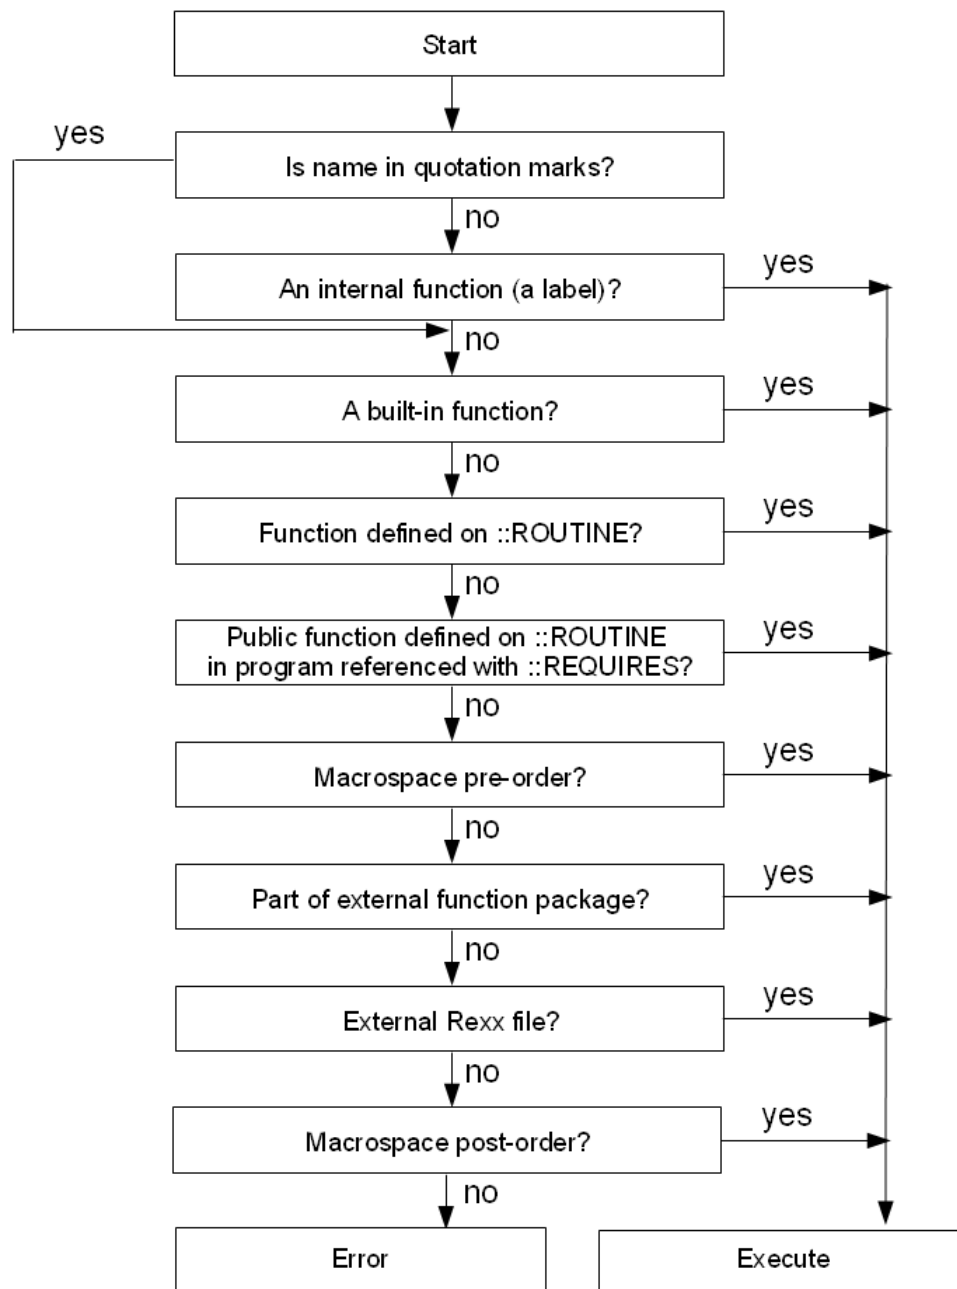 Start
yes
Is name in quotation marks?
no
yes
An internal function (a label)?
no
yes
A built-in function?
no
yes
Function defined on ::ROUTINE?
no
yes
Public function defined on ::ROUTINE
in program referenced with ::REQUIRES?
no
yes
Macrospace pre-order?
no
yes
Part of external function package?
no
yes
External Rexx file?
no
yes
Macrospace post-order?
no
Error
Execute